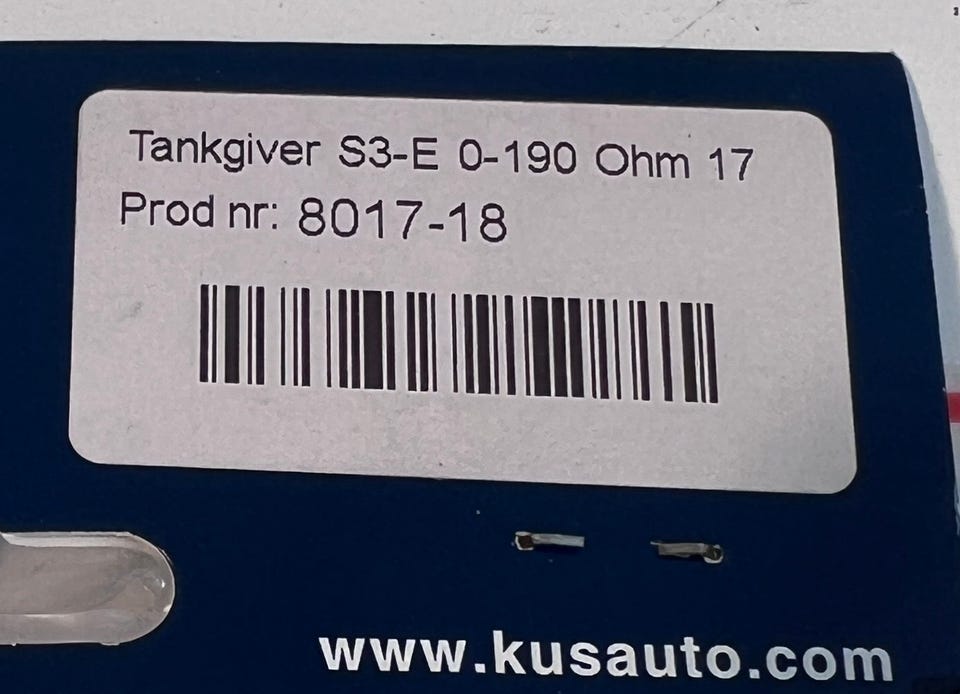 Tankgiver S3-E 0-190 Ohm 17
Prod nr: 8017-18
www.kusauto.com